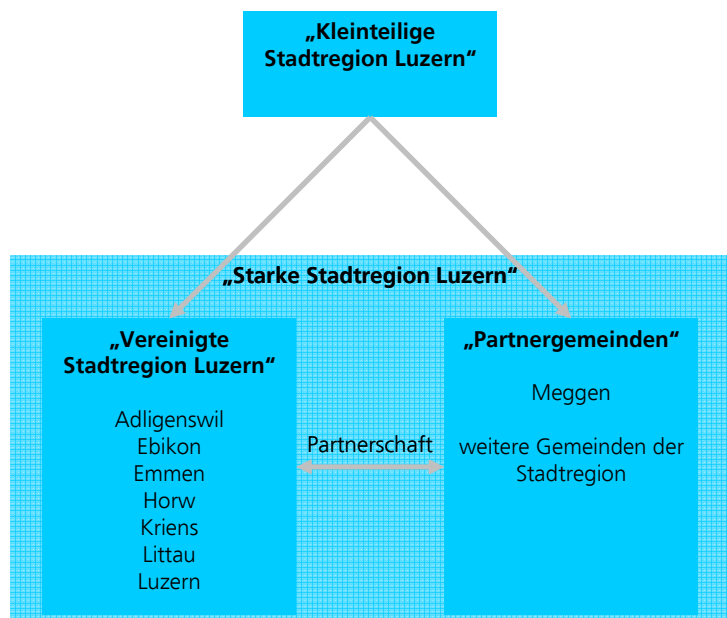 „Kleinteilige
Stadtregion Luzern“
„Starke Stadtregion Luzern“
„Vereinigte
Stadtregion Luzern“
Adligenswil
Ebikon
Emmen
Horw
Kriens
Littau
Luzern
Partnerschaft
„Partnergemeinden“
Meggen
weitere Gemeinden der
Stadtregion